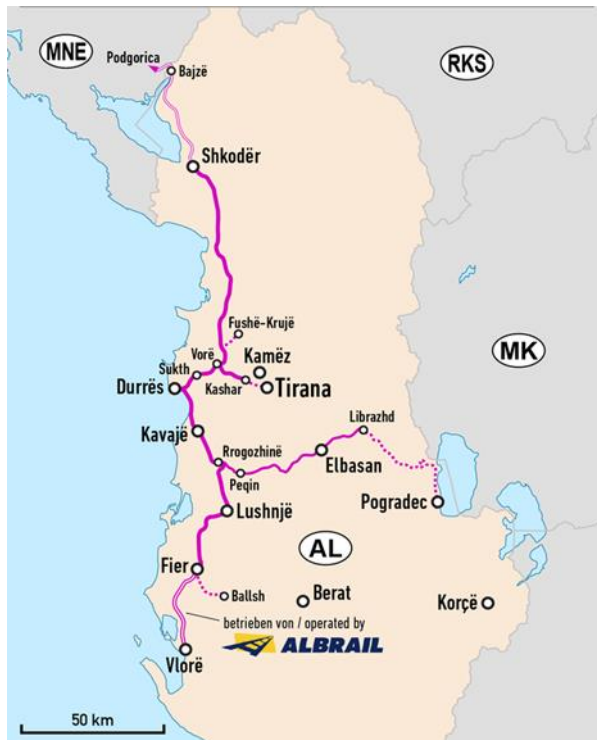 MNE
Podgorica
Bajzë
RKS
Shkodër
Fushë-Krujë
Vorë
Kamëz
Sukth
Kashar
Tirana
Durrës
MK
Librazhd
Kavajë
Rrogozhinë
Elbasan
Peqin
Pogradec
Lushnjë
AL
Fier
Ballsh
Berat
Korçë
betrieben von / operated by
ALBRAIL
Vlorë
50 km